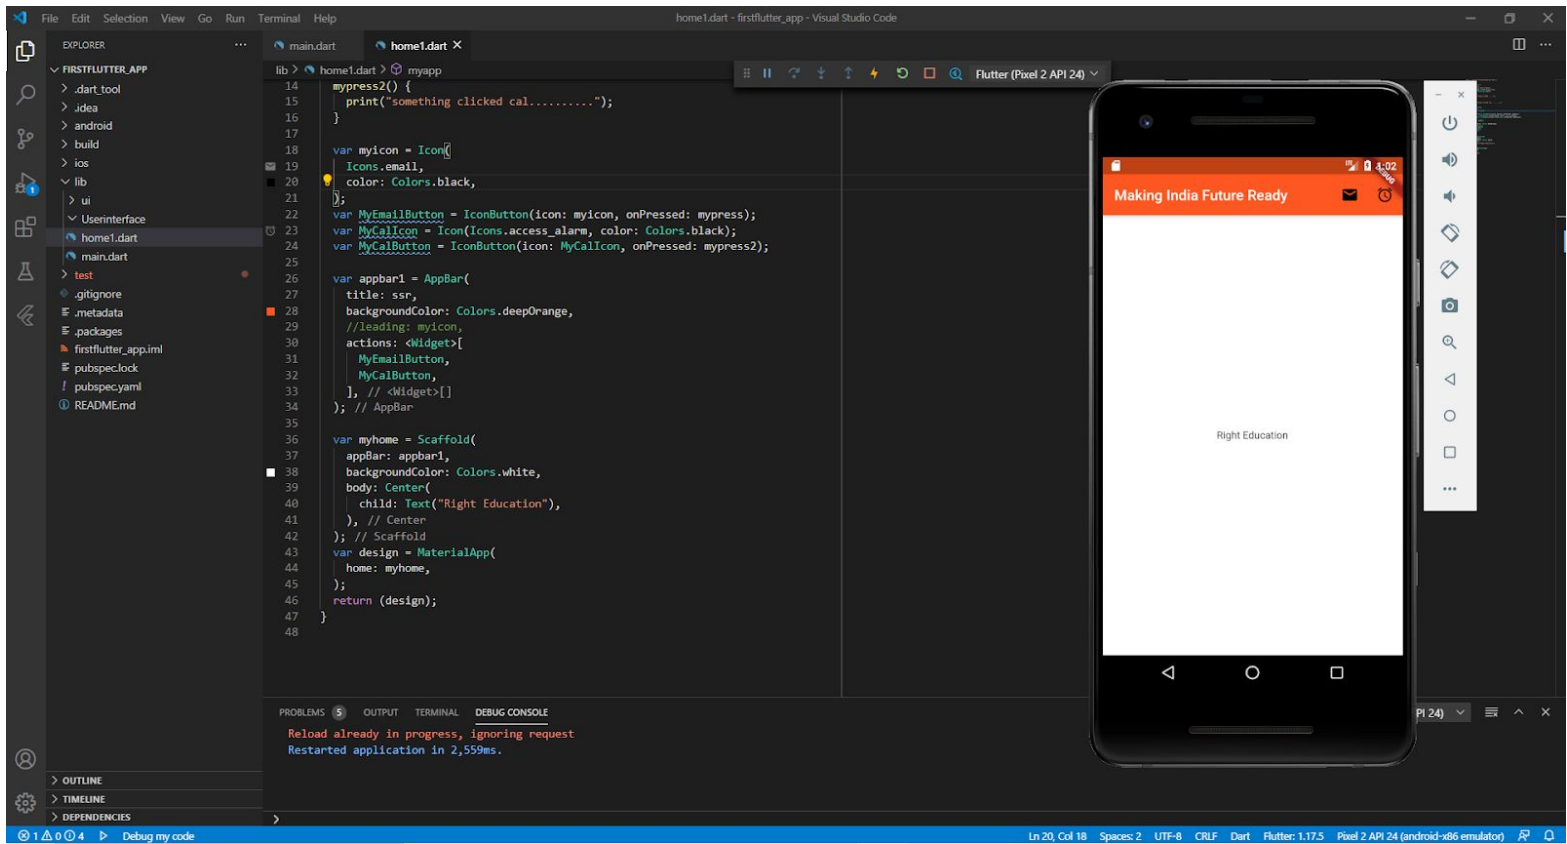 File Edit Selection View Go Run Terminal Help
home1.dart - firstflutter_app - Visual Studio Code
EXPLORER
FIRSTFLUTTER_APP
.dart_tool
.idea
android
build
ios
lib
ui
Userinterface
home1.dart
main.dart
test
.gitignore
.metadata
.packages
firstflutter_app.iml
pubspec.lock
pubspec.yaml
README.md
OUTLINE
TIMELINE
DEPENDENCIES
main.dart home1.dart
lib > home1.dart > myapp
Flutter (Pixel 2 API 24)
14 mypress2() {
15 print("something clicked cal..........");
16 }
17
18 var myicon = Icon(
19 Icons.email,
20 color: Colors.black,
21 );
22 var MyEmailButton = IconButton(icon: myicon, onPressed: mypress);
23 var MyCalIcon = Icon(Icons.access_alarm, color: Colors.black);
24 var MyCalButton = IconButton(icon: MyCalIcon, onPressed: mypress2);
25
26 var appbar1 = AppBar(
27 title: ssr,
28 backgroundColor: Colors.deepOrange,
29 //leading: myicon,
30 actions: <Widget>[
31 MyEmailButton,
32 MyCalButton,
33 ], // <Widget>[]
34 ); // AppBar
35
36 var myhome = Scaffold(
37 appBar: appbar1,
38 backgroundColor: Colors.white,
39 body: Center(
40 child: Text("Right Education"),
41 ), // Center
42 ); // Scaffold
43 var design = MaterialApp(
44 home: myhome,
45 );
46 return (design);
47 }
48
PROBLEMS 5 OUTPUT TERMINAL DEBUG CONSOLE
PI 24)
Reload already in progress, ignoring request
Restarted application in 2,559ms.
Making India Future Ready
Right Education
1 0 4 Debug my code
Ln 20, Col 18 Spaces: 2 UTF-8 CRLF Dart Flutter: 1.17.5 Pixel 2 API 24 (android-x86 emulator)